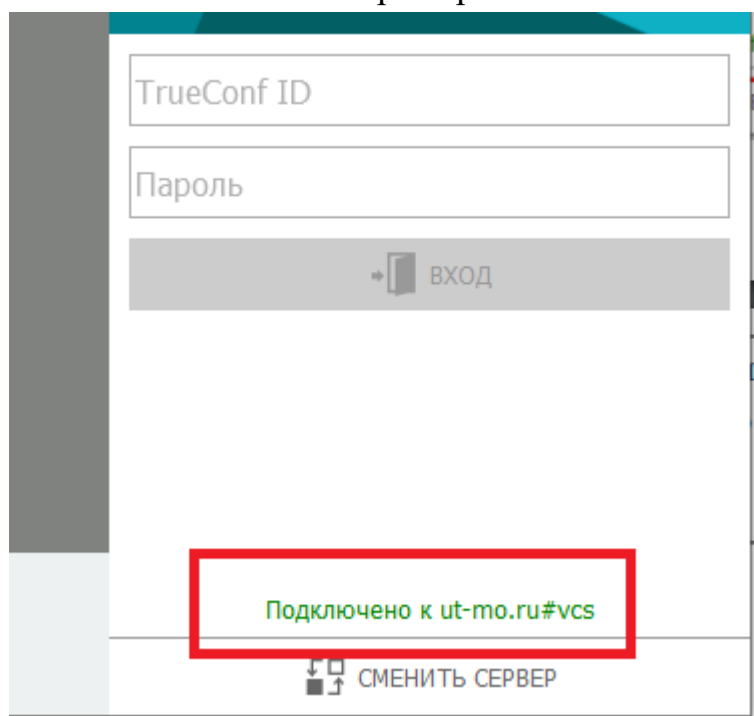 TrueConf ID
Пароль
ВХОД
Подключено к ut-mo.ru#vcs
СМЕНИТЬ СЕРВЕР